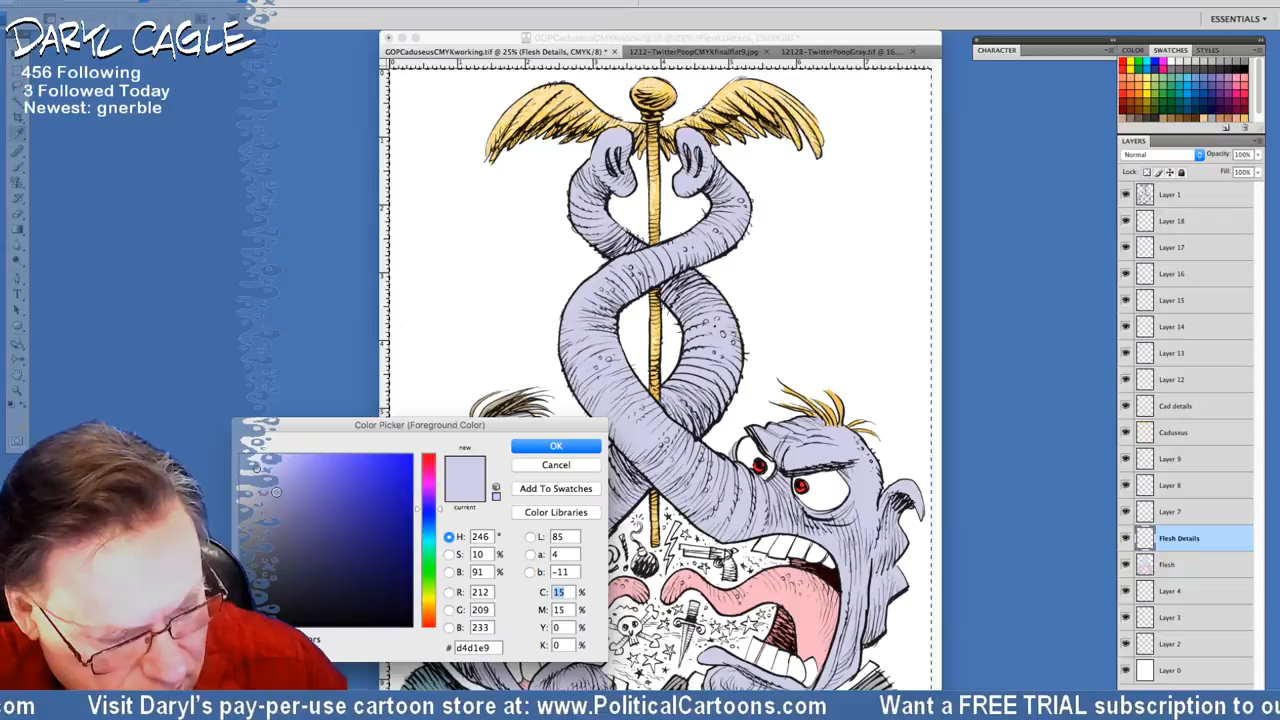 DARYL CAGLE
456 Following
3 Followed Today
Newest: gnerble
ESSENTIALS
GOPCaduseusCMYKworking.tif @ 25% (Flesh Details, CMYK/8) *
1212-TwitterPoopCMYKfinalflat9.jpg
12128-TwisterPoopGray.tif @ 16....
CHARACTER
COLOR
SWATCHES
STYLES
LAYERS
Normal
Opacity: 100%
Lock:
Fill: 100%
Layer 1
Layer 18
Layer 17
Layer 16
Layer 15
Layer 14
Layer 13
Layer 12
Cad details
Caduseus
Layer 9
Layer 8
Layer 7
Flesh Details
Flesh
Layer 4
Layer 3
Layer 2
Layer 0
Color Picker (Foreground Color)
new
current
OK
Cancel
Add To Swatches
Color Libraries
H: 246 °
S: 10 %
B: 91 %
R: 212
G: 209
B: 233
# d4d1e9
L: 85
a: 4
b: -11
C: 15 %
M: 15 %
Y: 0 %
K: 0 %
.com Visit Daryl's pay-per-use cartoon store at: www.PoliticalCartoons.com Want a FREE TRIAL subscription to ou